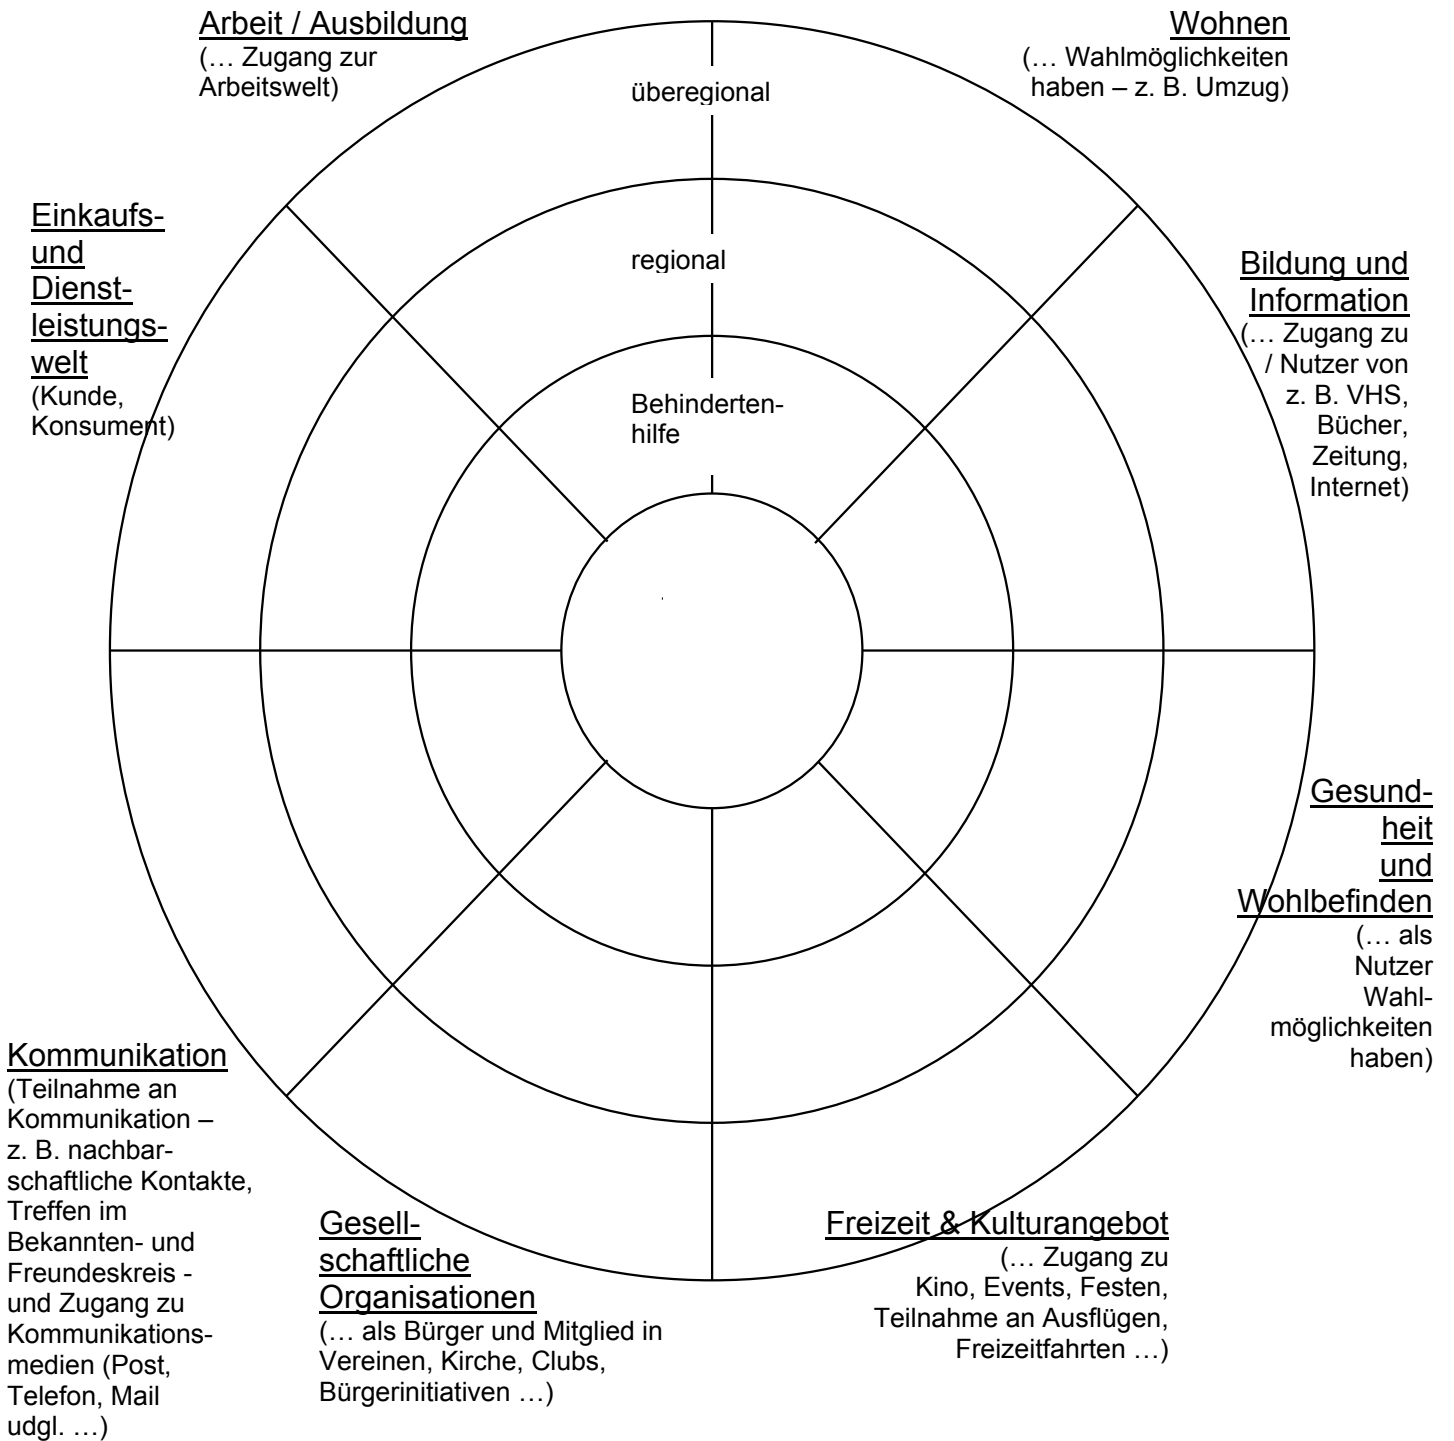 Arbeit / Ausbildung
(… Zugang zur
Arbeitswelt)
Wohnen
(… Wahlmöglichkeiten
haben – z. B. Umzug)
überegional
regional
Behinderten-
hilfe
Einkaufs-
und
Dienst-
leistungs-
welt
(Kunde,
Konsument)
Bildung und
Information
(… Zugang zu
/ Nutzer von
z. B. VHS,
Bücher,
Zeitung,
Internet)
Gesund-
heit
und
Wohlbefinden
(… als
Nutzer
Wahl-
möglichkeiten
haben)
Kommunikation
(Teilnahme an
Kommunikation –
z. B. nachbar-
schaftliche Kontakte,
Treffen im
Bekannten- und
Freundeskreis -
und Zugang zu
Kommunikations-
medien (Post,
Telefon, Mail
udgl. …)
Gesell-
schaftliche
Organisationen
(… als Bürger und Mitglied in
Vereinen, Kirche, Clubs,
Bürgerinitiativen …)
Freizeit & Kulturangebot
(… Zugang zu
Kino, Events, Festen,
Teilnahme an Ausflügen,
Freizeitfahrten …)